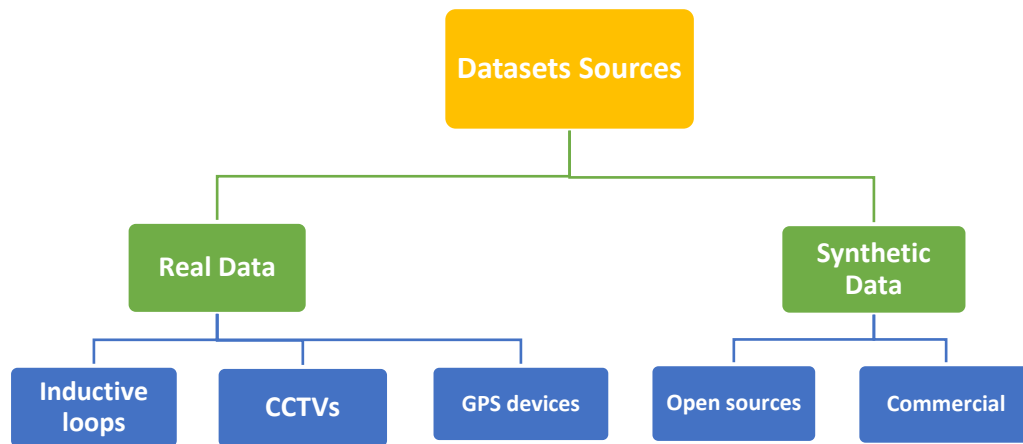 Datasets Sources
Real Data
Synthetic
Data
Inductive
loops
CCTVs
GPS devices
Open sources
Commercial